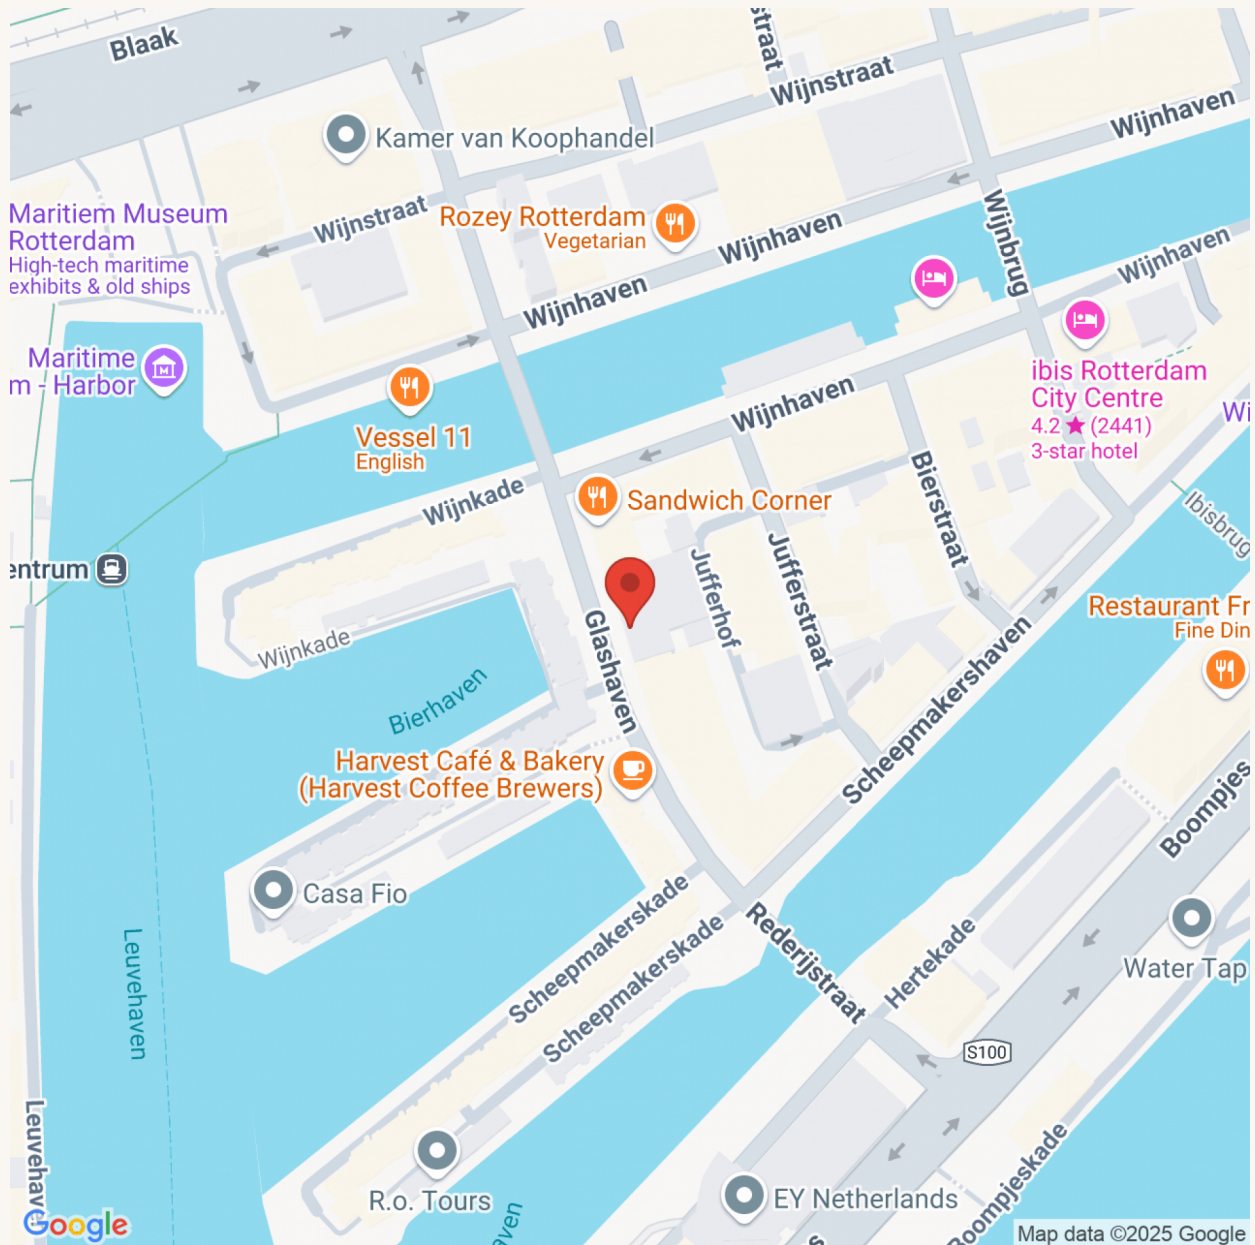 Blaak
straat
Wijnstraat
Wijnhaven
Kamer van Koophandel
Maritiem Museum
Rotterdam
High-tech maritime
exhibits & old ships
Wijnstraat
Rozey Rotterdam
Vegetarian
Wijnhaven
Wijnbrug
Wijnhaven
Wijnhaven
Maritime
m - Harbor
Vessel 11
English
Wijnhaven
ibis Rotterdam
City Centre
4.2 ★ (2441)
3-star hotel
Wi
Wijnkade
Sandwich Corner
Bierstraat
Ibisbrug
entrum
Jufferhof
Jufferstraat
Glashaven
Wijnkade
Bierhaven
Restaurant Fr
Fine Din
Scheepmakershaven
Harvest Café & Bakery
(Harvest Coffee Brewers)
Boompjes
Casa Fio
Scheepmakerskade
Scheepmakerskade
Rederijstraat
Hertekade
Water Tap
Leuvehaven
S100
Leuvehave
R.o. Tours
EY Netherlands
Boompjeskade
aven
s
Google
Map data ©2025 Google